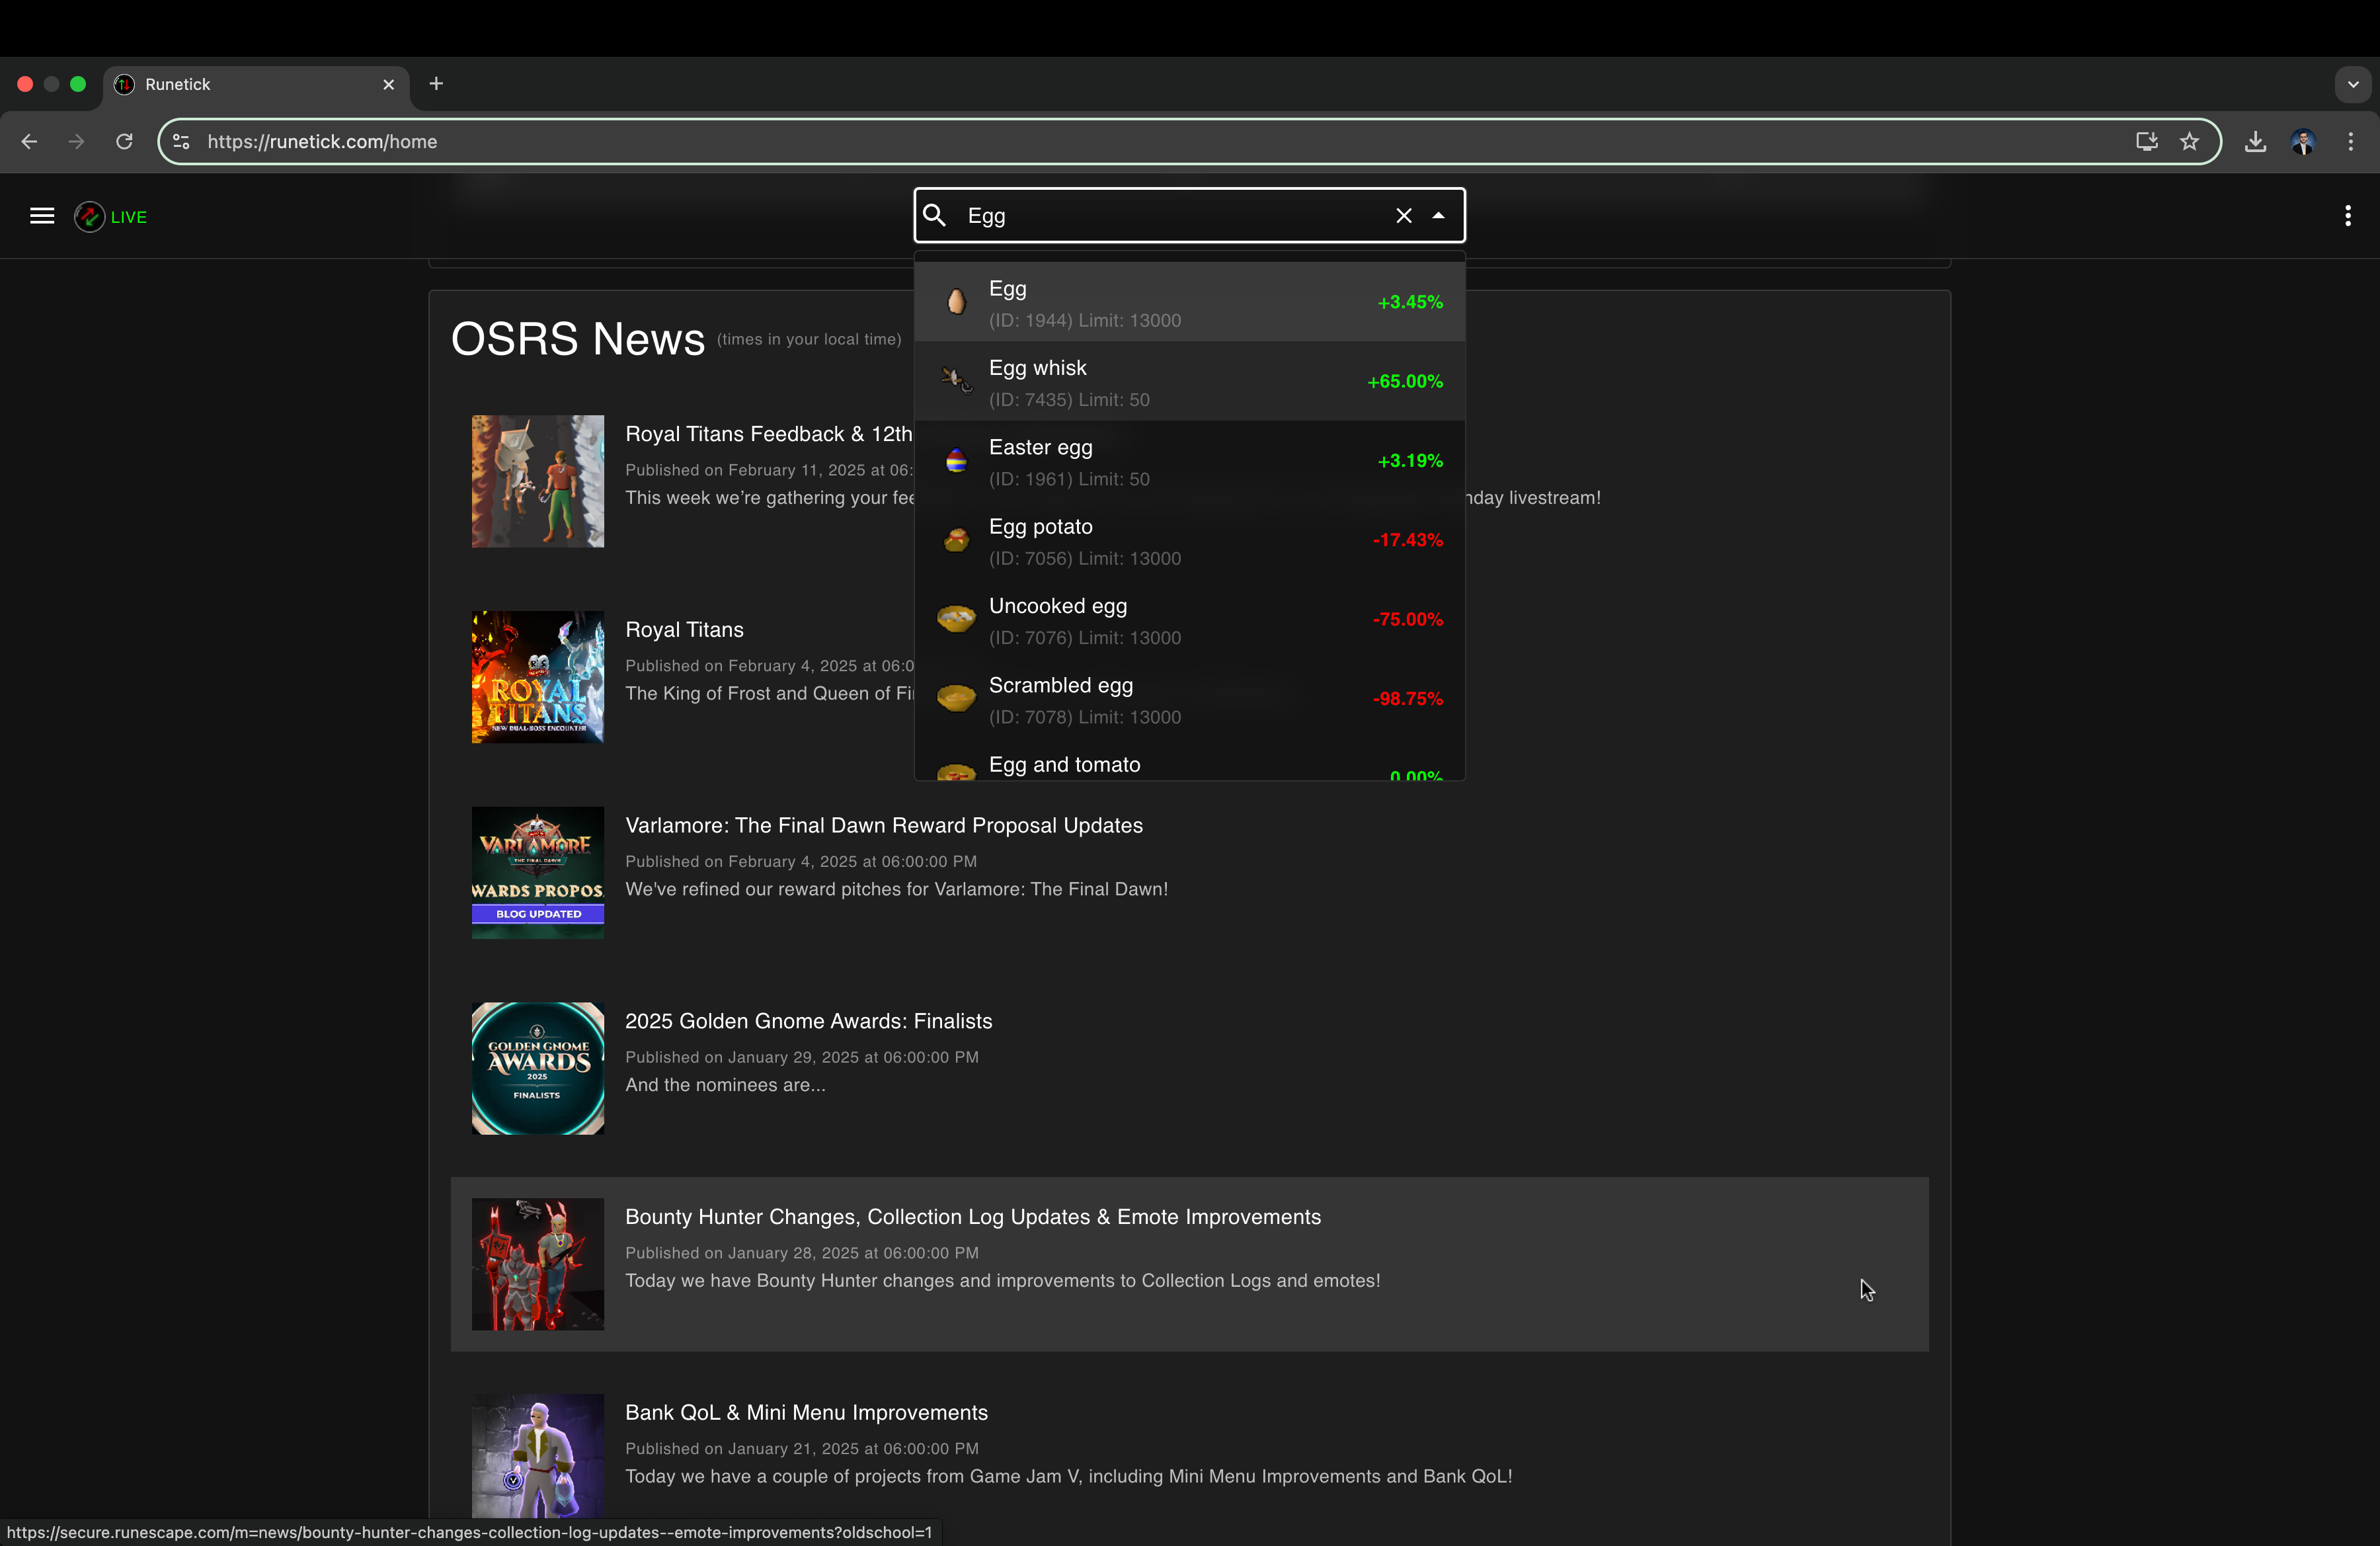 Runetick
https://runetick.com/home
LIVE
Egg
Egg
(ID: 1944) Limit: 13000
+3.45%
Egg whisk
(ID: 7435) Limit: 50
+65.00%
Easter egg
(ID: 1961) Limit: 50
+3.19%
Egg potato
(ID: 7056) Limit: 13000
-17.43%
Uncooked egg
(ID: 7076) Limit: 13000
-75.00%
Scrambled egg
(ID: 7078) Limit: 13000
-98.75%
Egg and tomato
0.00%
OSRS News (times in your local time)
Royal Titans Feedback & 12th
Published on February 11, 2025 at 06:
This week we're gathering your fee
day livestream!
ROYAL
TITANS
NEW DUAL-BOSS ENCOUNTER
Royal Titans
Published on February 4, 2025 at 06:0
The King of Frost and Queen of Fi
VARLAMORE
THE FINAL DAWN
WARDS PROPOS
BLOG UPDATED
Varlamore: The Final Dawn Reward Proposal Updates
Published on February 4, 2025 at 06:00:00 PM
We've refined our reward pitches for Varlamore: The Final Dawn!
GOLDEN GNOME
AWARDS
2025
FINALISTS
2025 Golden Gnome Awards: Finalists
Published on January 29, 2025 at 06:00:00 PM
And the nominees are...
Bounty Hunter Changes, Collection Log Updates & Emote Improvements
Published on January 28, 2025 at 06:00:00 PM
Today we have Bounty Hunter changes and improvements to Collection Logs and emotes!
Bank QoL & Mini Menu Improvements
Published on January 21, 2025 at 06:00:00 PM
Today we have a couple of projects from Game Jam V, including Mini Menu Improvements and Bank QoL!
https://secure.runescape.com/m=news/bounty-hunter-changes-collection-log-updates--emote-improvements?oldschool=1